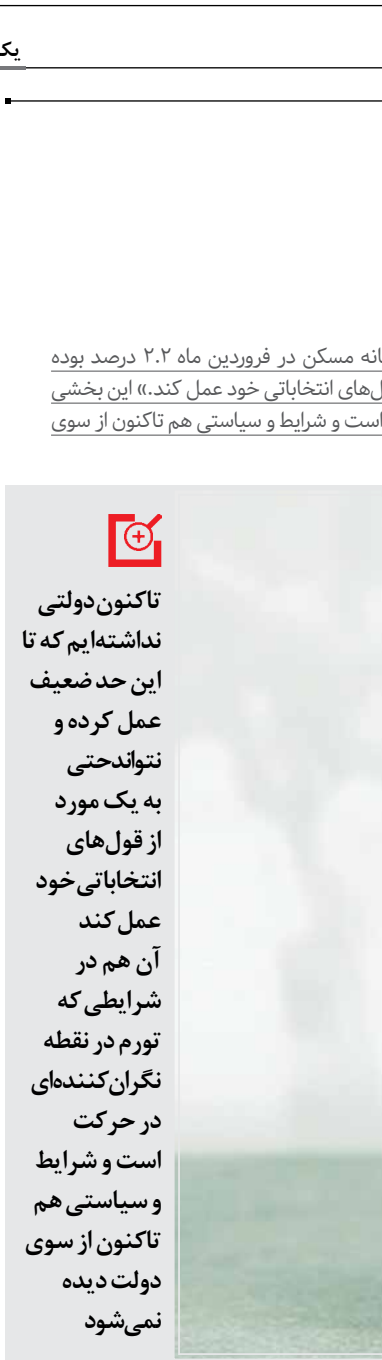 یک
مسکن در فروردین ماه ۲.۲ درصد بوده
انتخاباتی خود عمل کند.» این بخشی
است و شرایط و سیاستی هم تاکنون از سوی
تاکنون دولتی
نداشته‌ایم که تا
این حد ضعیف
عمل کرده و
نتواند حتی
به یک مورد
از قول‌های
انتخاباتی خود
عمل کند
آن هم در
شرایطی که
تورم در نقطه
نگران‌کننده‌ای
در حرکت
است و شرایط
و سیاستی هم
تاکنون از سوی
دولت دیده
نمی‌شود